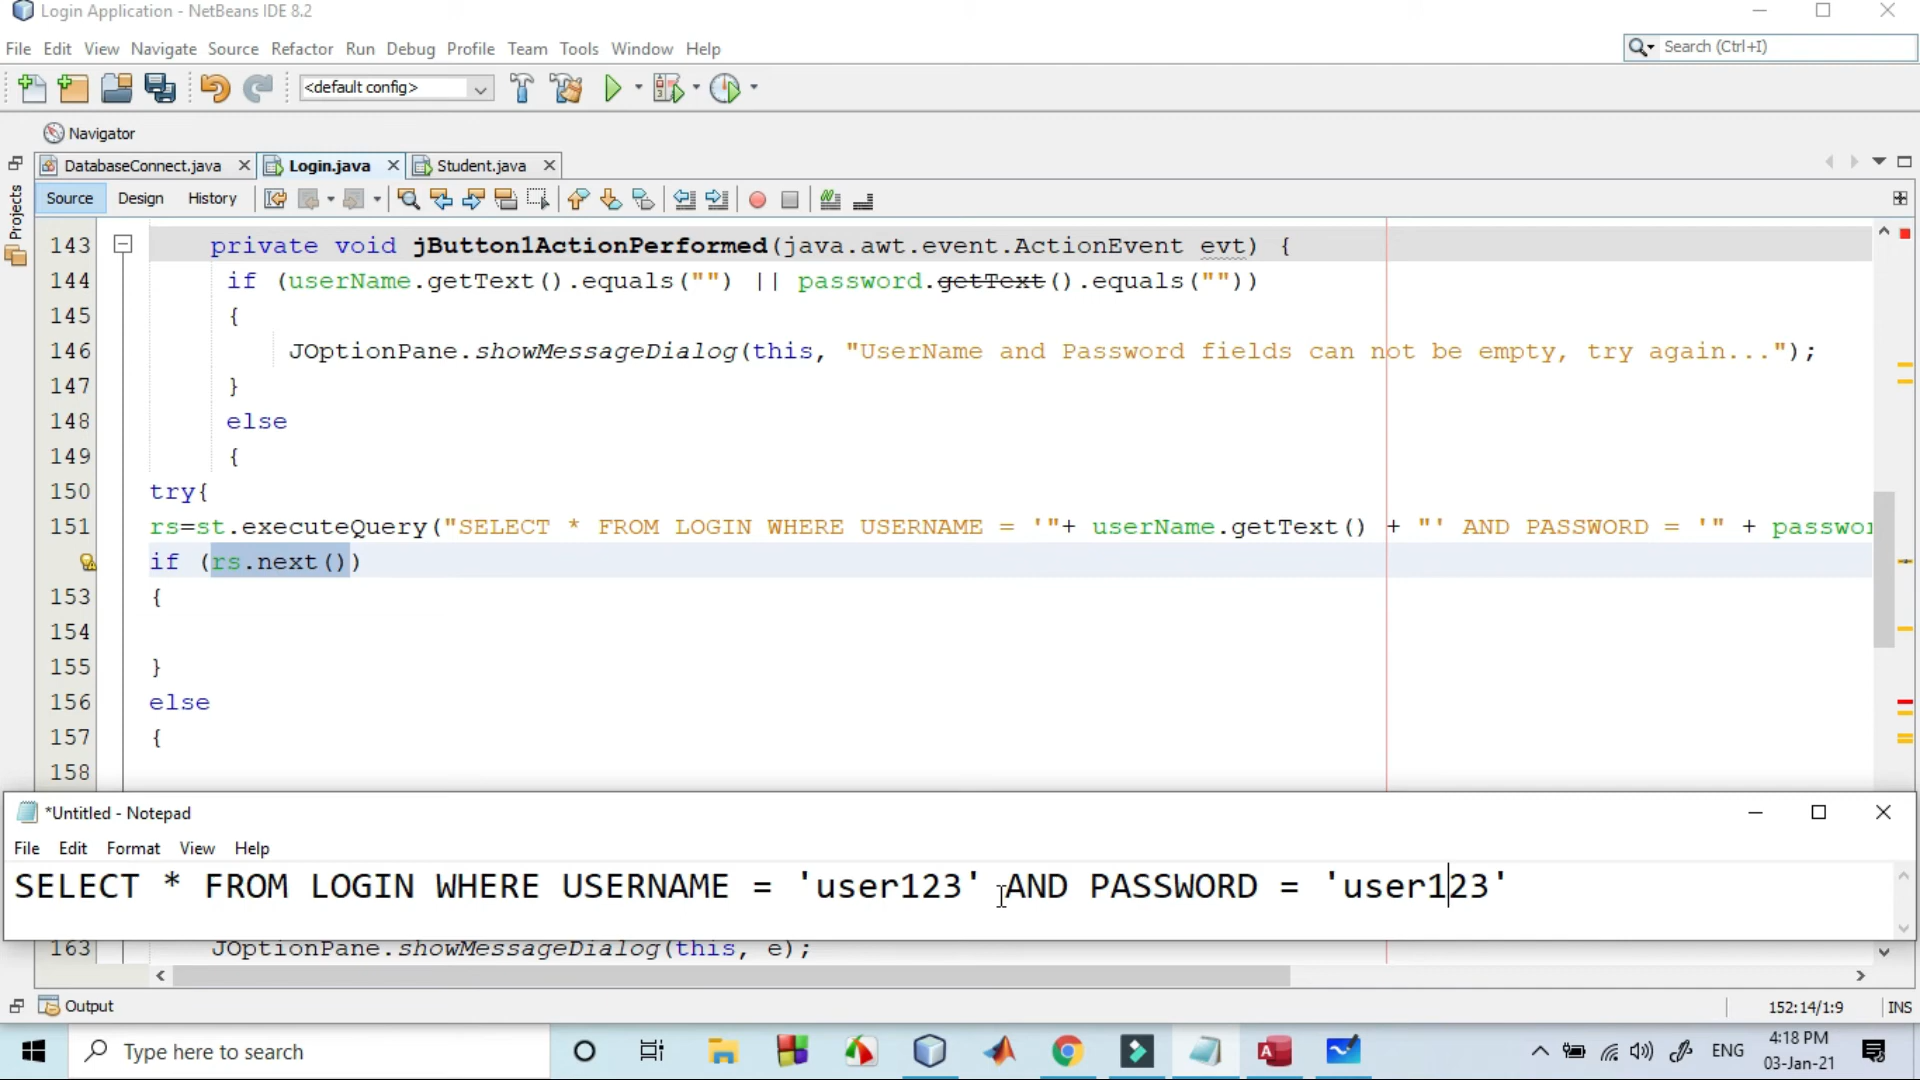 Login Application - NetBeans IDE 8.2
File Edit View Navigate Source Refactor Run Debug Profile Team Tools Window Help
Search (Ctrl+I)
<default config>
Navigator
Projects
DatabaseConnect.java Login.java Student.java
Source Design History
143 private void jButton1ActionPerformed(java.awt.event.ActionEvent evt) {
144 if (userName.getText().equals("") || password.getText().equals(""))
145 {
146 JOptionPane.showMessageDialog(this, "UserName and Password fields can not be empty, try again...");
147 }
148 else
149 {
150 try{
151 rs=st.executeQuery("SELECT * FROM LOGIN WHERE USERNAME = '"+ userName.getText() + "' AND PASSWORD = '" + passwor
if (rs.next())
153 {
154
155 }
156 else
157 {
158
*Untitled - Notepad
File Edit Format View Help
SELECT * FROM LOGIN WHERE USERNAME = 'user123' AND PASSWORD = 'user123'
163 JOptionPane.showMessageDialog(this, e);
Output
152:14/1:9 INS
Type here to search
ENG
4:18 PM
03-Jan-21